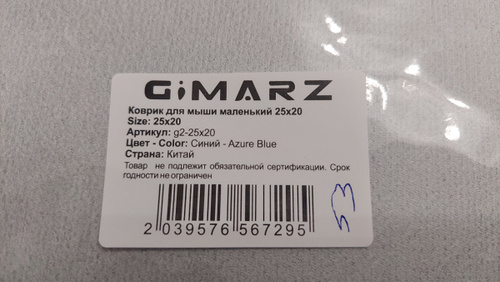 GiMARZ
Коврик для мыши маленький 25x20
Size: 25x20
Артикул: g2-25x20
Цвет - Color: Синий - Azure Blue
Страна: Китай
Товар не подлежит обязательной сертификации. Срок
годности не ограничен
2 039576 567295
53